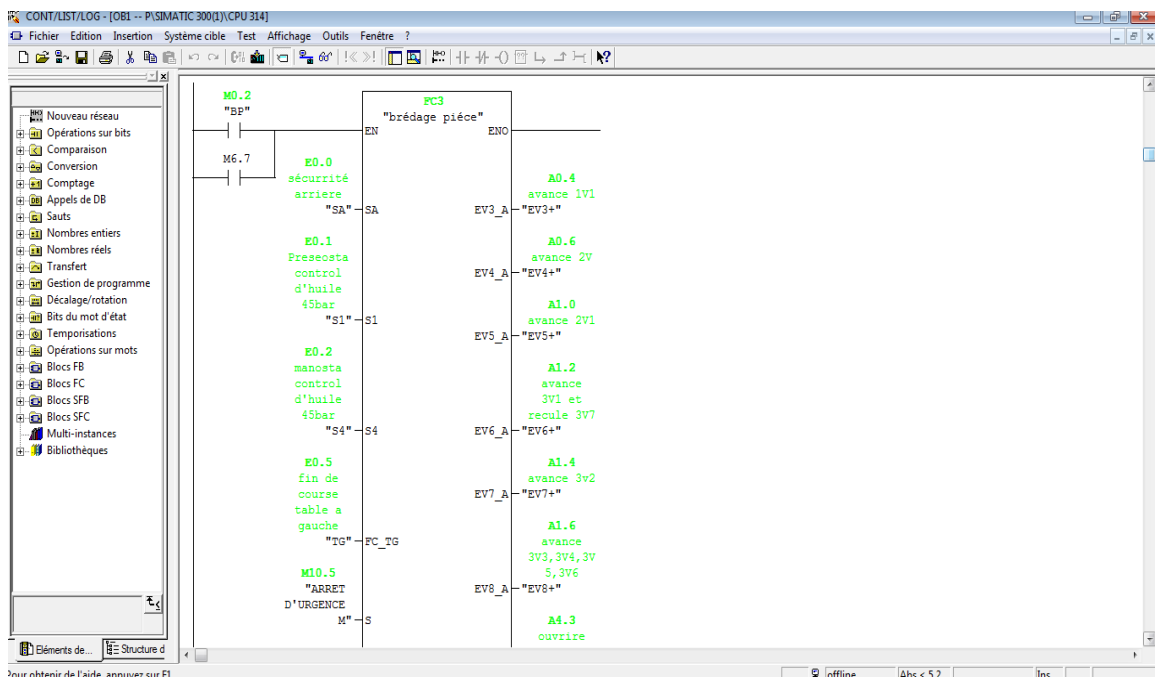 CONT/LIST/LOG - [OB1 -- P\SIMATIC 300(1)\CPU 314]
Fichier Edition Insertion Système cible Test Affichage Outils Fenêtre ?
Nouveau réseau
Opérations sur bits
Comparaison
Conversion
Comptage
Appels de DB
Sauts
Nombres entiers
Nombres réels
Transfert
Gestion de programme
Décalage/rotation
Bits du mot d'état
Temporisations
Opérations sur mots
Blocs FB
Blocs FC
Blocs SFB
Blocs SFC
Multi-instances
Bibliothèques
Eléments de...
Structure d
M0.2
"BP"
M6.7
FC3
"brédage piéce"
EN
ENO
E0.0
sécurrité
arriere
"SA"
SA
E0.1
Preseosta
control
d'huile
45bar
"S1"
S1
E0.2
manosta
control
d'huile
45bar
"S4"
S4
E0.5
fin de
course
table a
gauche
"TG"
FC_TG
M10.5
"ARRET
D'URGENCE
M"
S
A0.4
avance 1V1
EV3_A
"EV3+"
A0.6
avance 2V
EV4_A
"EV4+"
A1.0
avance 2V1
EV5_A
"EV5+"
A1.2
avance
3V1 et
recule 3V7
EV6_A
"EV6+"
A1.4
avance 3v2
EV7_A
"EV7+"
A1.6
avance
3V3,3V4,3V
5,3V6
EV8_A
"EV8+"
A4.3
ouvrire
Pour obtenir de l'aide, appuyez sur F1.
offline
Abs < 5.2
Ins